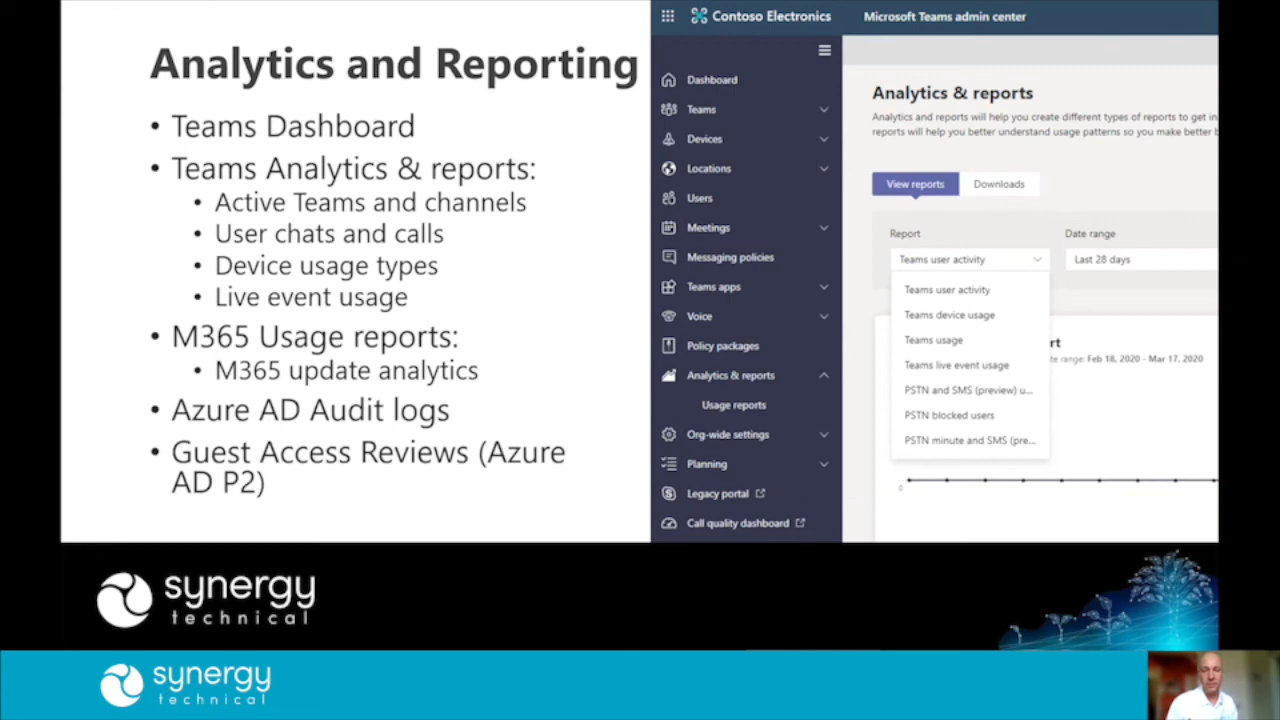 Analytics and Reporting
• Teams Dashboard
• Teams Analytics & reports:
• Active Teams and channels
• User chats and calls
• Device usage types
• Live event usage
• M365 Usage reports:
• M365 update analytics
• Azure AD Audit logs
• Guest Access Reviews (Azure
AD P2)
Contoso Electronics
Microsoft Teams admin center
Dashboard
Teams
Devices
Locations
Users
Meetings
Messaging policies
Teams apps
Voice
Policy packages
Analytics & reports
Usage reports
Org-wide settings
Planning
Legacy portal
Call quality dashboard
Analytics & reports
Analytics and reports will help you create different types of reports to get in
reports will help you better understand usage patterns so you make better b
View reports
Downloads
Report
Date range
Teams user activity
Last 28 days
Teams user activity
Teams device usage
Teams usage
Teams live event usage
PSTN and SMS (preview) u...
PSTN blocked users
PSTN minute and SMS (pre...
rt
te range: Feb 18, 2020 - Mar 17, 2020
0
synergy
technical
synergy
technical